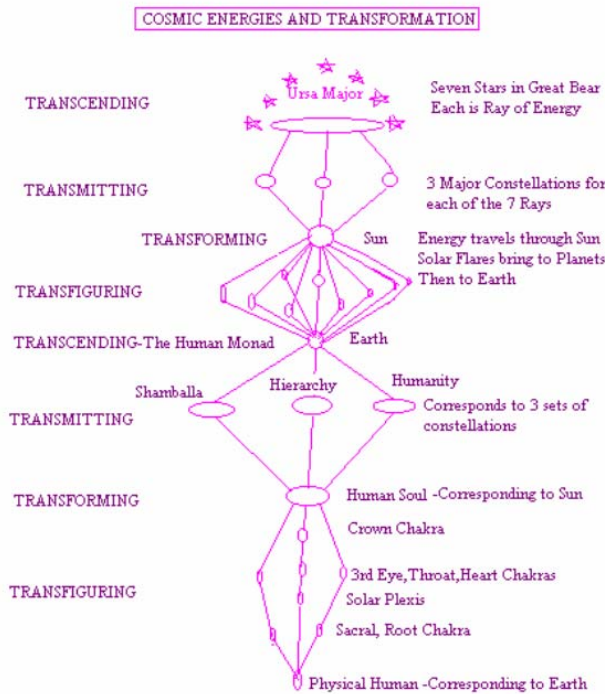 COSMIC ENERGIES AND TRANSFORMATION
Ursa Major
Seven Stars in Great Bear
TRANSCENDING
Each is Ray of Energy
TRANSMITTING
3 Major Constellations for
each of the 7 Rays
TRANSFORMING
Sun
Energy travels through Sun
Solar Flares bring to Planets
Then to Earth
TRANSFIGURING
TRANSCENDING-The Human Monad
Earth
Shamballa
Hierarchy
Humanity
TRANSMITTING
Corresponds to 3 sets of
constellations
TRANSFORMING
Human Soul -Corresponding to Sun
Crown Chakra
3rd Eye,Throat,Heart Chakras
TRANSFIGURING
Solar Plexis
Sacral, Root Chakra
Physical Human -Corresponding to Earth